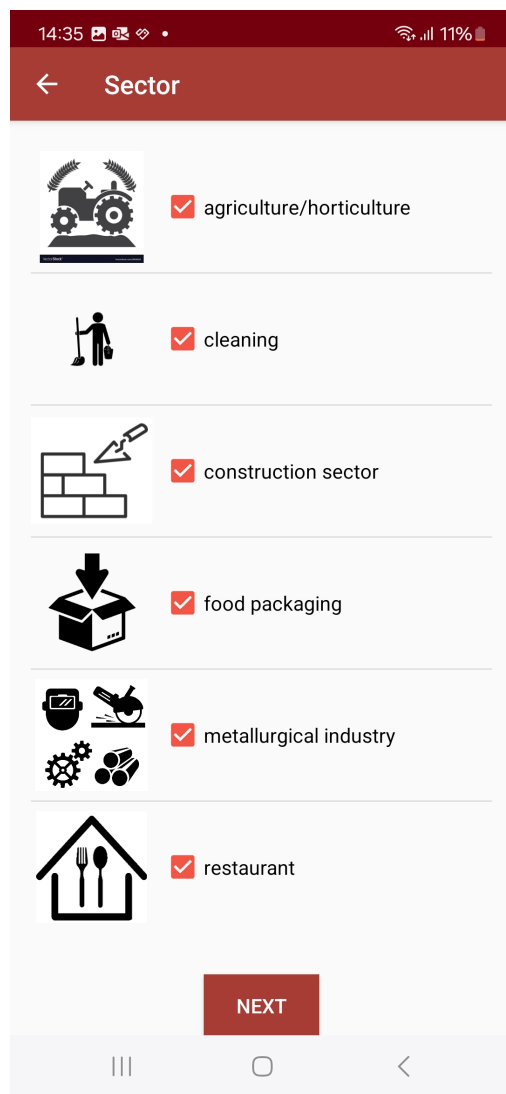 14:35
11%
Sector
agriculture/horticulture
cleaning
construction sector
food packaging
metallurgical industry
restaurant
NEXT